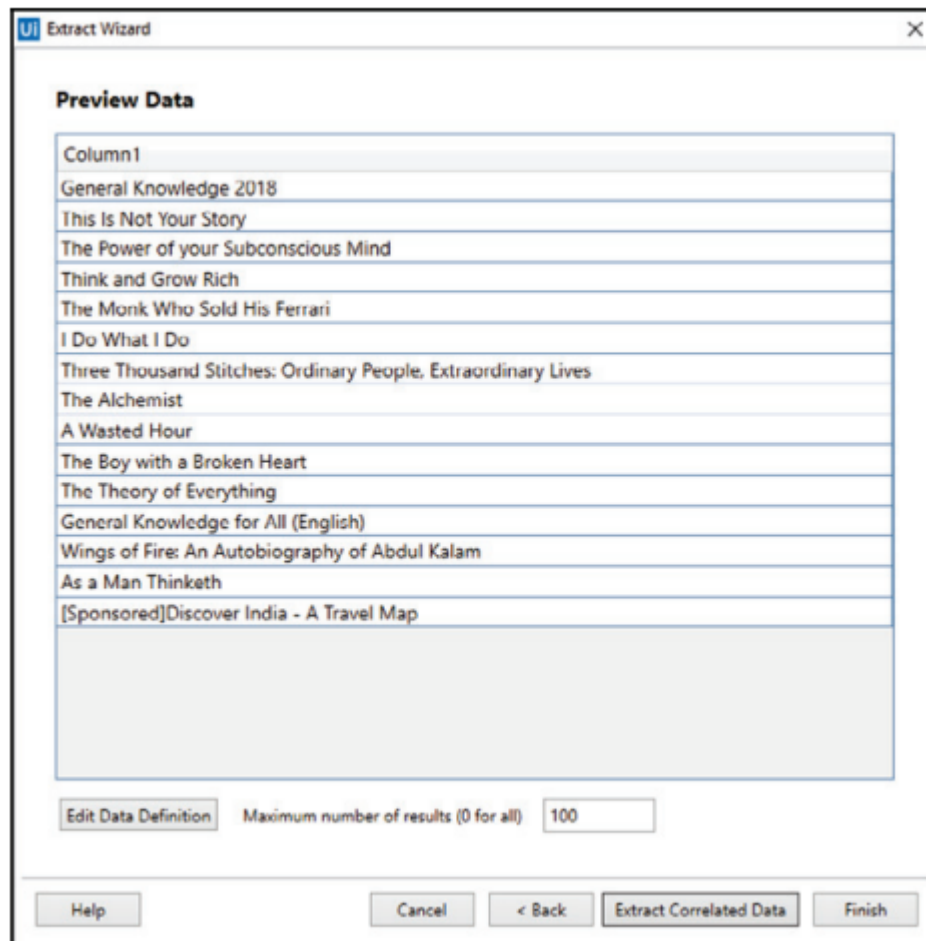 Ui Extract Wizard
Preview Data
Column1
General Knowledge 2018
This Is Not Your Story
The Power of your Subconscious Mind
Think and Grow Rich
The Monk Who Sold His Ferrari
I Do What I Do
Three Thousand Stitches: Ordinary People, Extraordinary Lives
The Alchemist
A Wasted Hour
The Boy with a Broken Heart
The Theory of Everything
General Knowledge for All (English)
Wings of Fire: An Autobiography of Abdul Kalam
As a Man Thinketh
[Sponsored]Discover India - A Travel Map
Edit Data Definition Maximum number of results (0 for all) 100
Help Cancel < Back Extract Correlated Data Finish